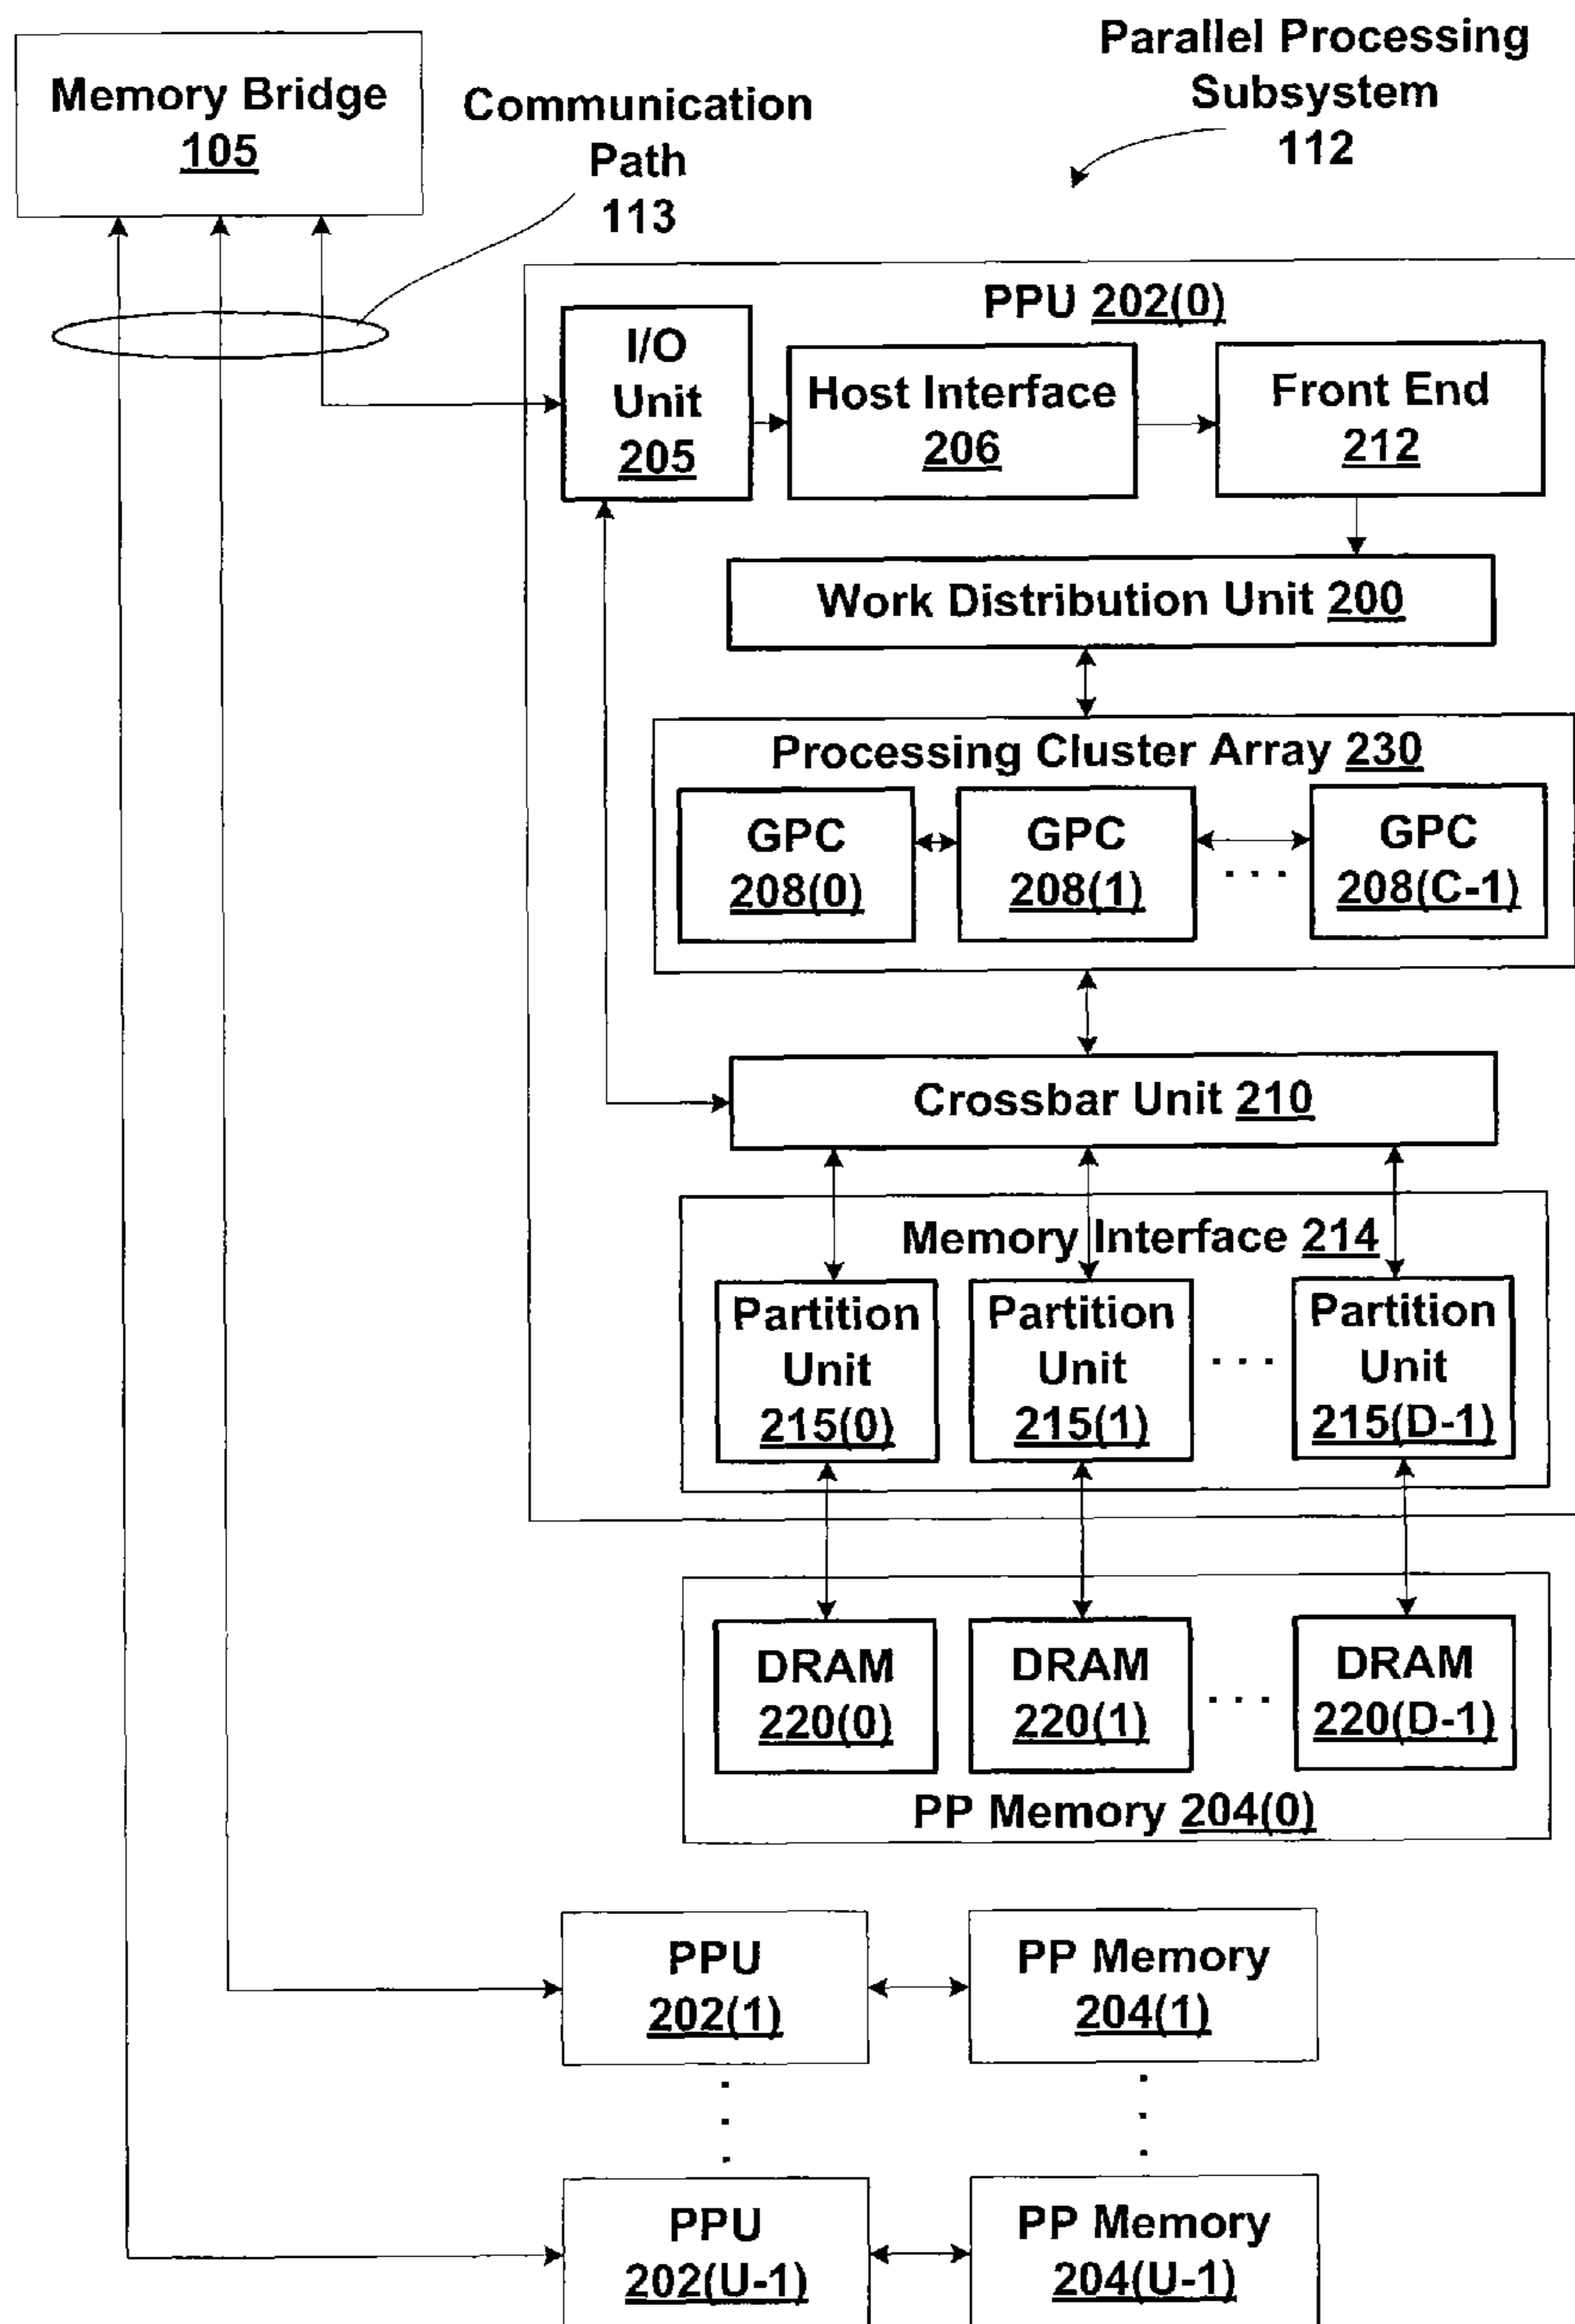 Parallel Processing
Subsystem
112
Memory Bridge
105
Communication
Path
113
PPU 202(0)
I/O
Unit
205
Host Interface
206
Front End
212
Work Distribution Unit 200
Processing Cluster Array 230
GPC
208(0)
GPC
208(1)
. . .
GPC
208(C-1)
Crossbar Unit 210
Memory Interface 214
Partition
Unit
215(0)
Partition
Unit
215(1)
. . .
Partition
Unit
215(D-1)
DRAM
220(0)
DRAM
220(1)
. . .
DRAM
220(D-1)
PP Memory 204(0)
PPU
202(1)
PP Memory
204(1)
PPU
202(U-1)
PP Memory
204(U-1)